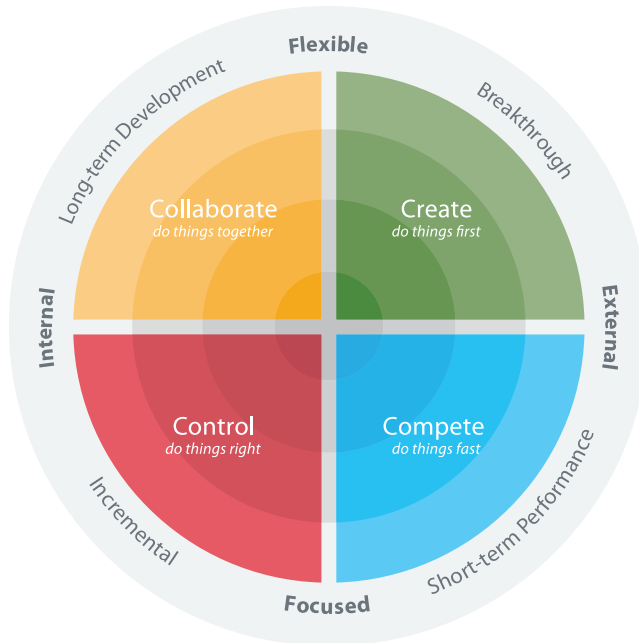 Flexible
Long-term Development
Breakthrough
Collaborate
do things together
Create
do things first
Internal
External
Control
do things right
Compete
do things fast
Incremental
Short-term Performance
Focused